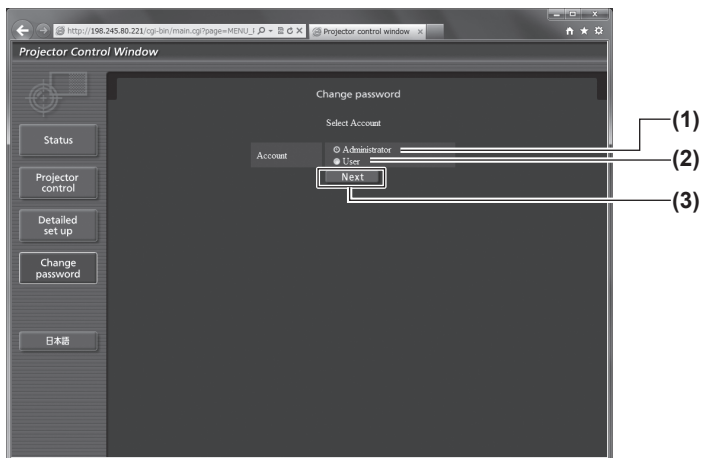 http://198.245.80.221/cgi-bin/main.cgi?page=MENU_
Projector control window
Projector Control Window
Change password
Select Account
Account
Administrator
User
Next
Status
Projector
control
Detailed
set up
Change
password
日本語
(1)
(2)
(3)